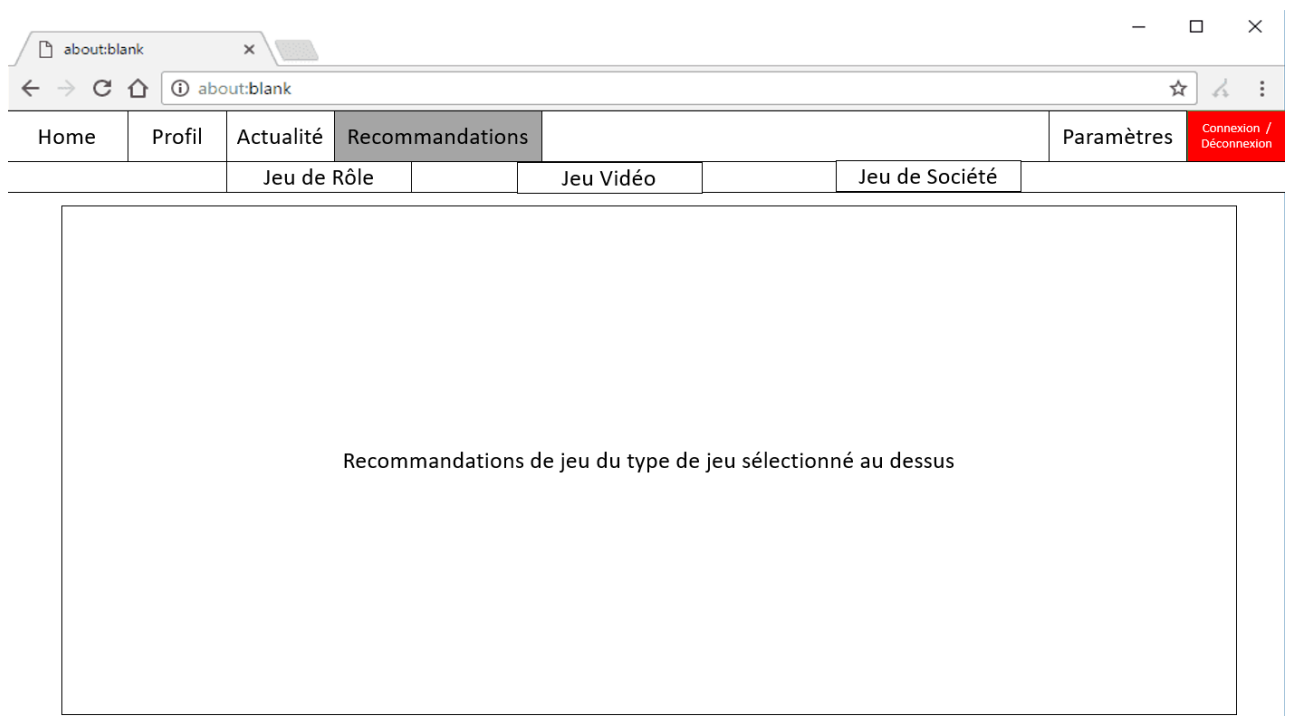 about:blank
about:blank
Home Profil Actualité Recommandations Paramètres Connexion /
Déconnexion
Jeu de Rôle Jeu Vidéo Jeu de Société
Recommandations de jeu du type de jeu sélectionné au dessus